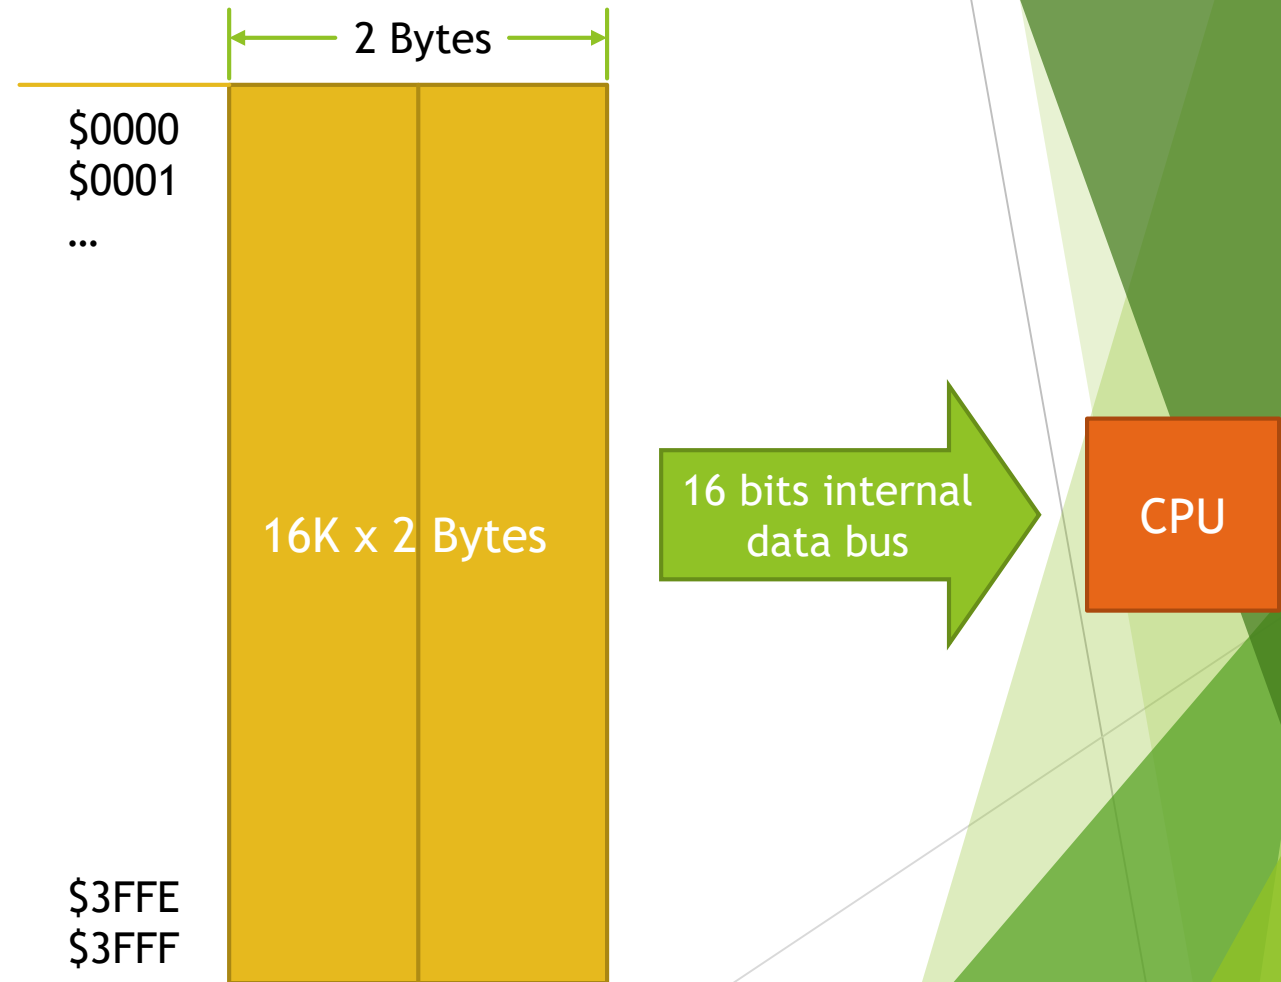 2 Bytes
$0000
$0001
…
16K x 2 Bytes
16 bits internal
data bus
CPU
$3FFE
$3FFF